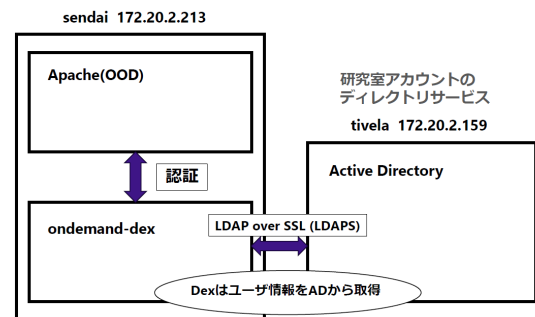 sendai 172.20.2.213
Apache(OOD)
認証
ondemand-dex
研究室アカウントの
ディレクトリサービス
tivela 172.20.2.159
Active Directory
LDAP over SSL (LDAPS)
Dexはユーザ情報をADから取得